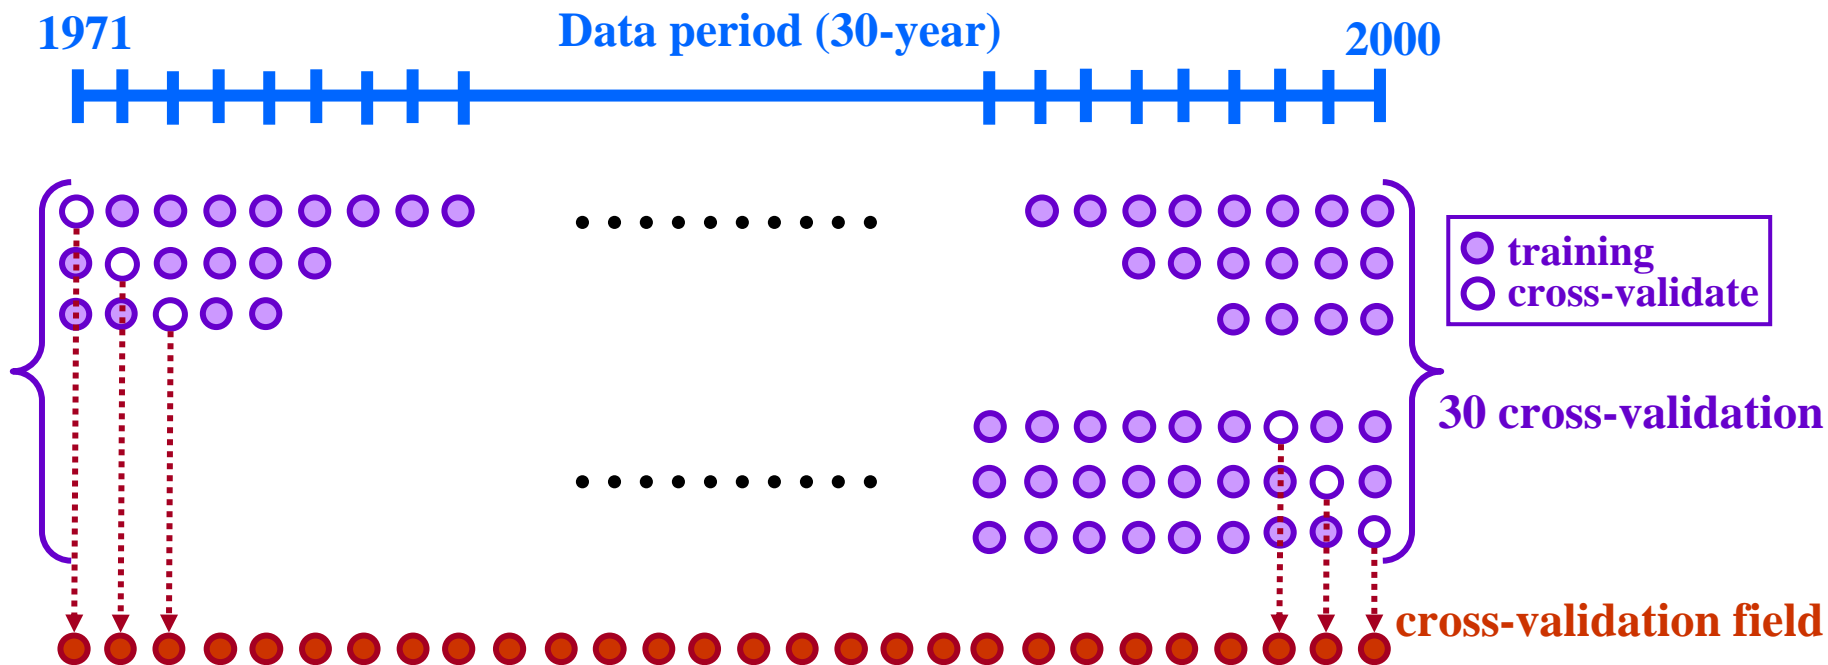 1971
Data period (30-year)
2000
training
cross-validate
30 cross-validation
cross-validation field